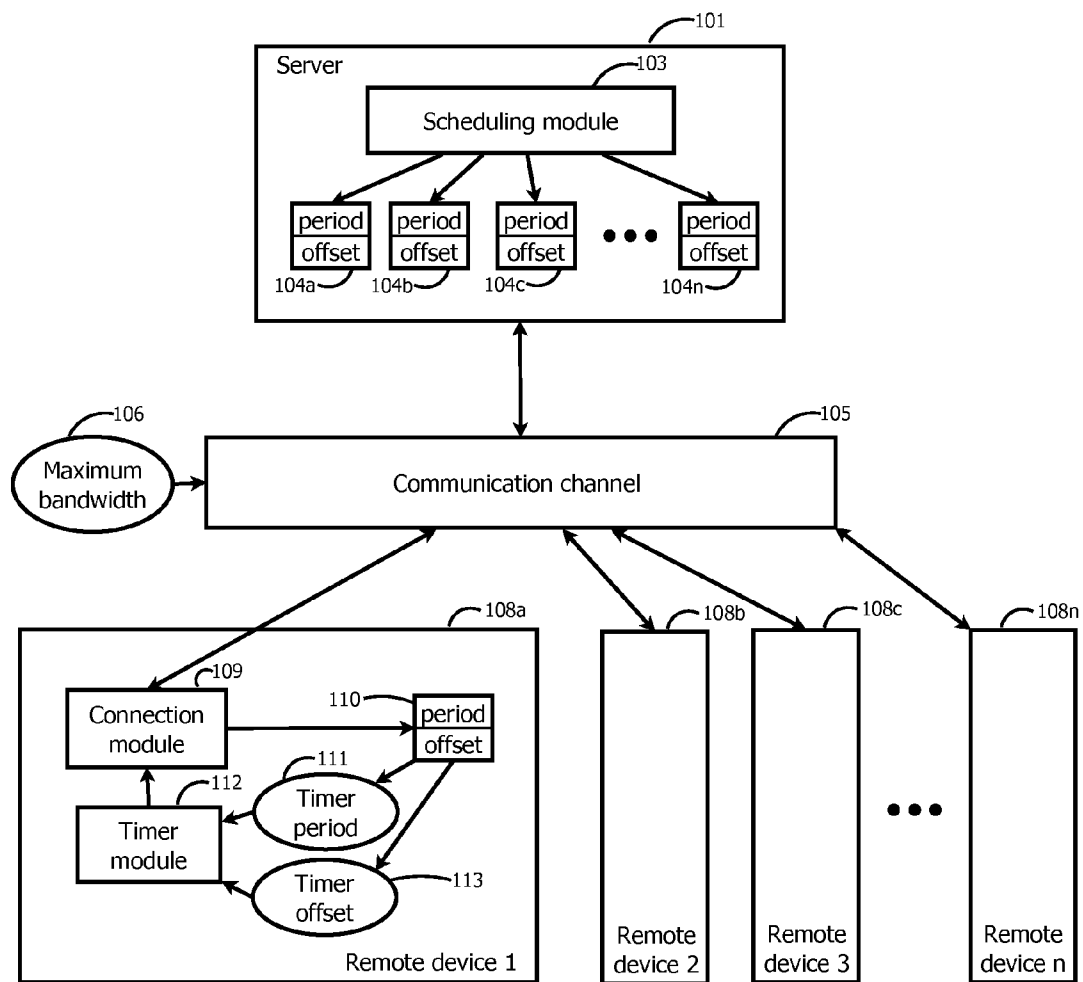 101
Server
103
Scheduling module
period
period
period
period
offset
offset
offset
offset
104a
104b
104c
104n
106
105
Maximum
bandwidth
Communication channel
108a
108b
108c
108n
109
Connection
module
110
period
offset
111
112
Timer
period
Timer
module
113
Timer
offset
Remote device 1
Remote
device 2
Remote
device 3
Remote
device n